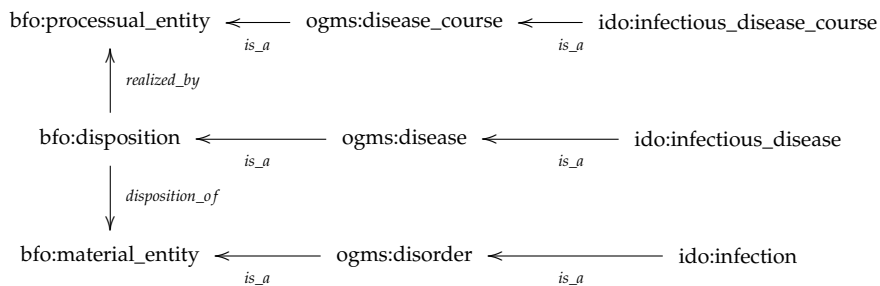 bfo:processual_entity ogms:disease_course ido:infectious_disease_course
is_a is_a
realized_by
bfo:disposition ogms:disease ido:infectious_disease
is_a is_a
disposition_of
bfo:material_entity ogms:disorder ido:infection
is_a is_a